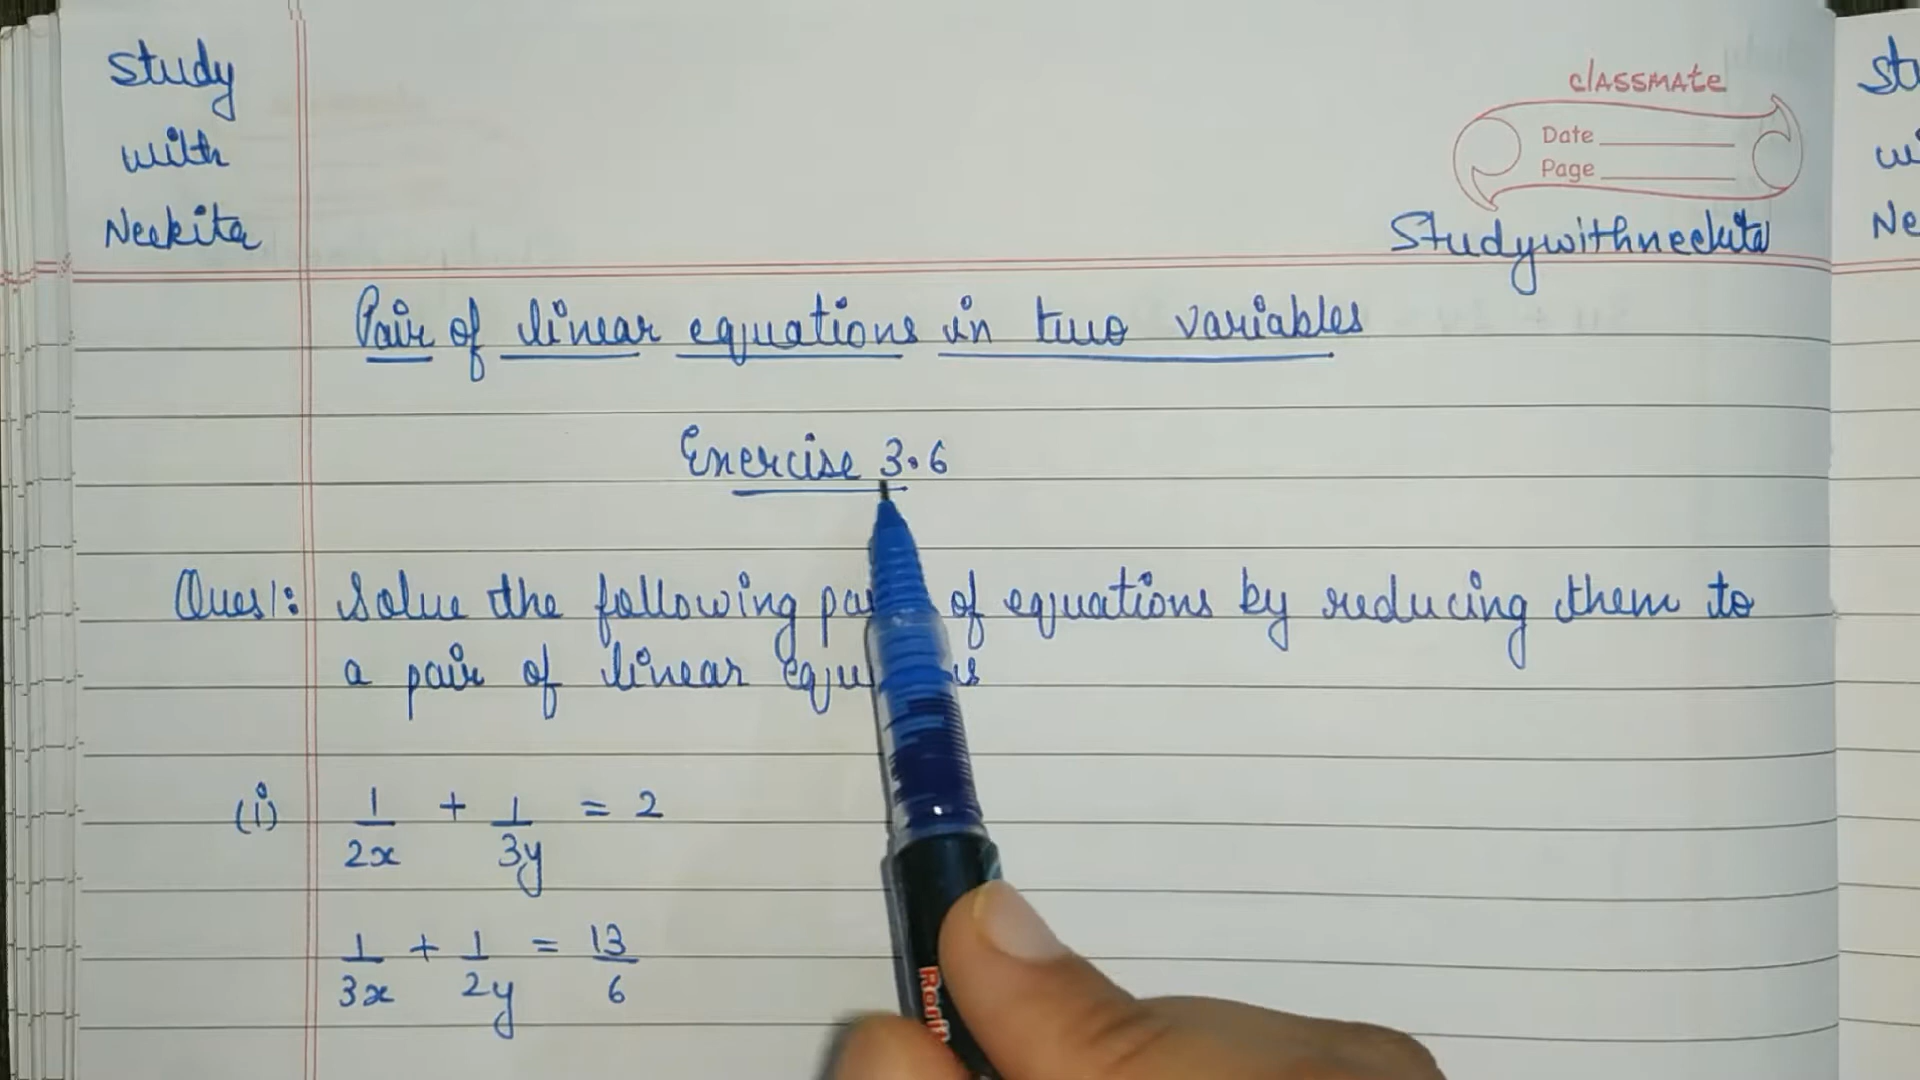 Study
with
Neekita
classmate
Date
Page
Studywithneekita
Pair of linear equations in two variables
Exercise 3.6
Ques1: Solve the following of equations by reducing them to
a pair of linear
(i) 1/2x + 1/3y = 2
1/3x + 1/2y = 13/6